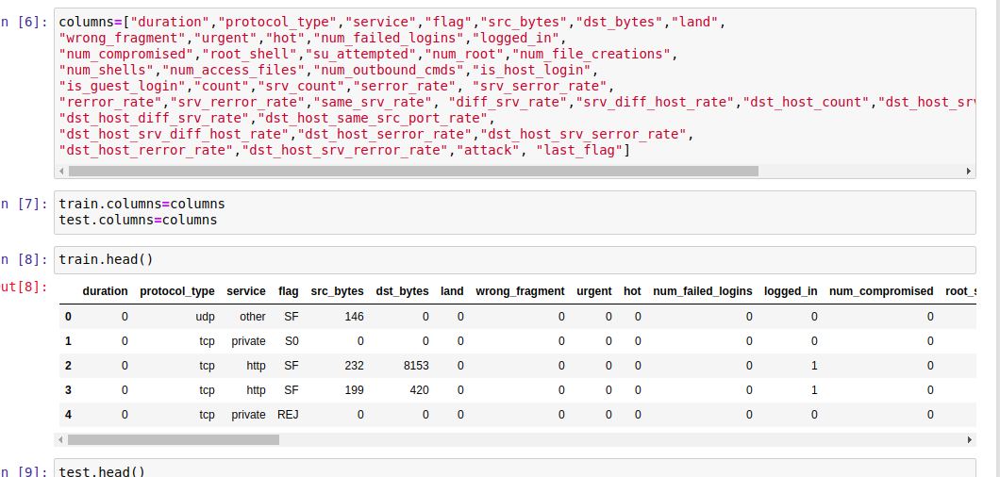 n [6]: columns=["duration","protocol_type","service","flag","src_bytes","dst_bytes","land",
"wrong_fragment","urgent","hot","num_failed_logins","logged_in",
"num_compromised","root_shell","su_attempted","num_root","num_file_creations",
"num_shells","num_access_files","num_outbound_cmds","is_host_login",
"is_guest_login","count","srv_count","serror_rate", "srv_serror_rate",
"rerror_rate","srv_rerror_rate","same_srv_rate", "diff_srv_rate","srv_diff_host_rate","dst_host_count","dst_host_srv
"dst_host_diff_srv_rate","dst_host_same_src_port_rate",
"dst_host_srv_diff_host_rate","dst_host_serror_rate","dst_host_srv_serror_rate",
"dst_host_rerror_rate","dst_host_srv_rerror_rate","attack", "last_flag"]
n [7]: train.columns=columns
test.columns=columns
n [8]: train.head()
ut[8]:
duration protocol_type service flag src_bytes dst_bytes land wrong_fragment urgent hot num_failed_logins logged_in num_compromised root_s
0 0 udp other SF 146 0 0 0 0 0 0 0 0
1 0 tcp private S0 0 0 0 0 0 0 0 0 0
2 0 tcp http SF 232 8153 0 0 0 0 0 1 0
3 0 tcp http SF 199 420 0 0 0 0 0 1 0
4 0 tcp private REJ 0 0 0 0 0 0 0 0 0
n [9]: test.head()